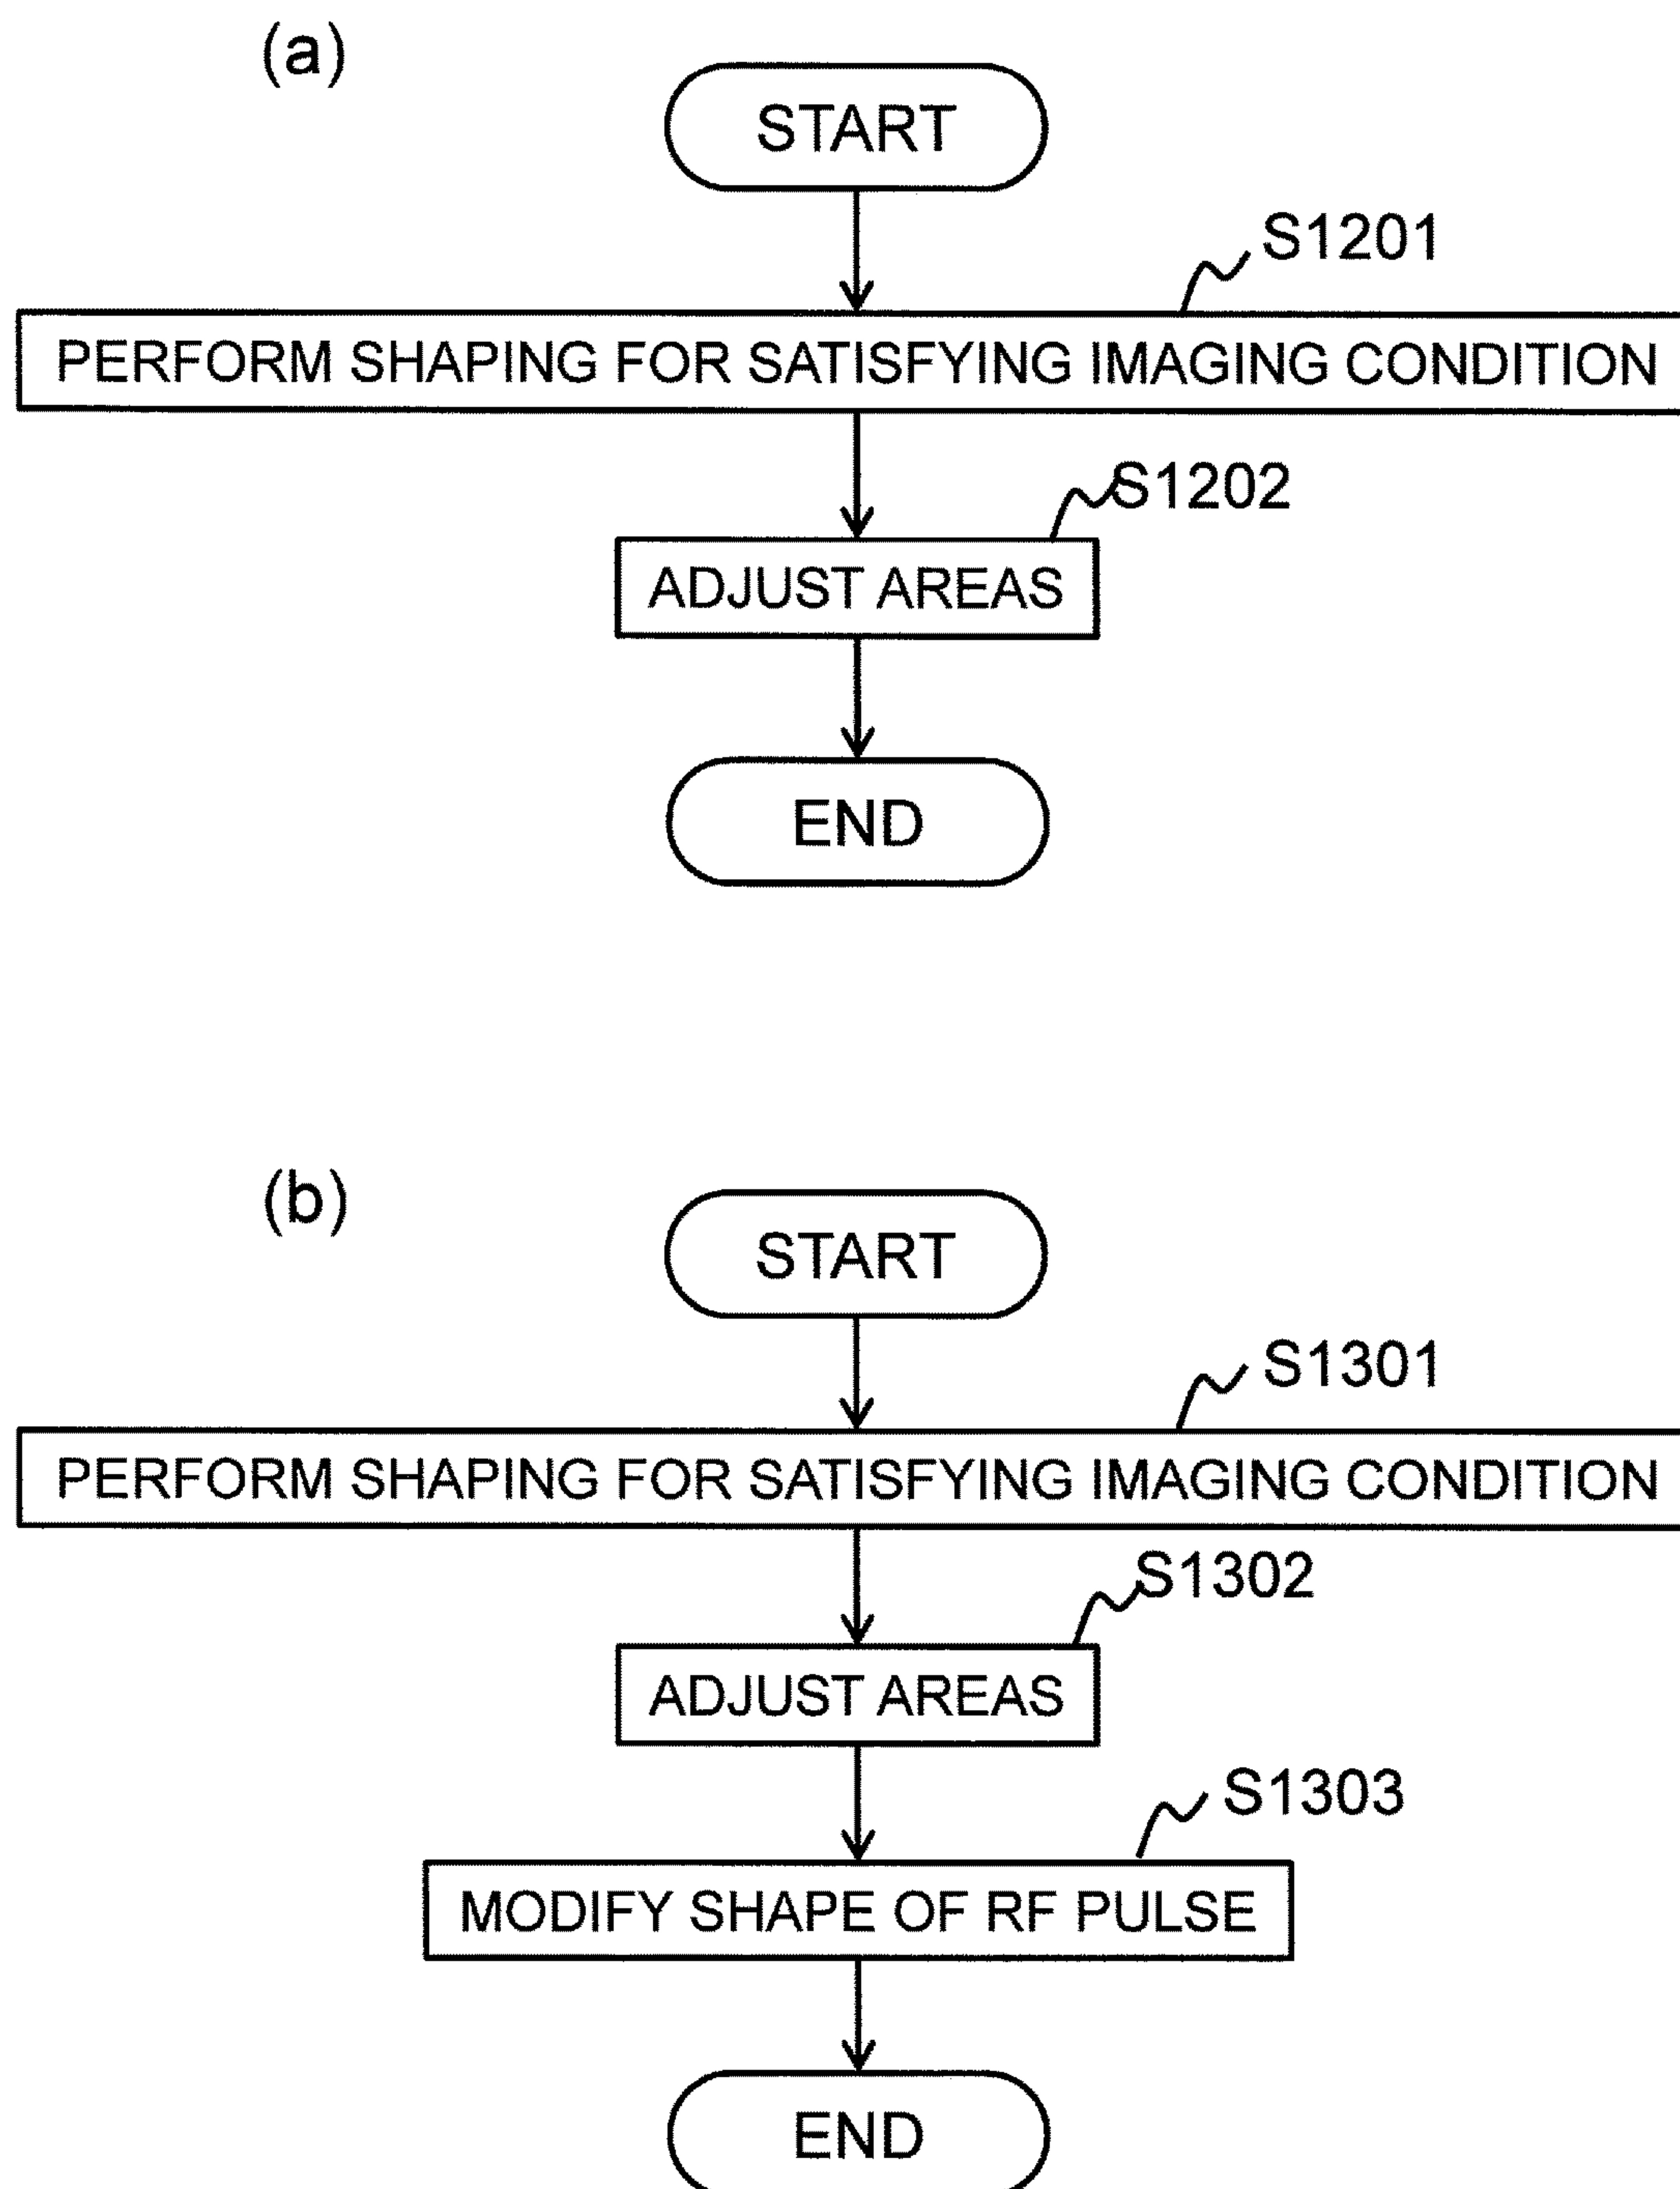 (a)
START
S1201
PERFORM SHAPING FOR SATISFYING IMAGING CONDITION
S1202
ADJUST AREAS
END
(b)
START
S1301
PERFORM SHAPING FOR SATISFYING IMAGING CONDITION
S1302
ADJUST AREAS
S1303
MODIFY SHAPE OF RF PULSE
END